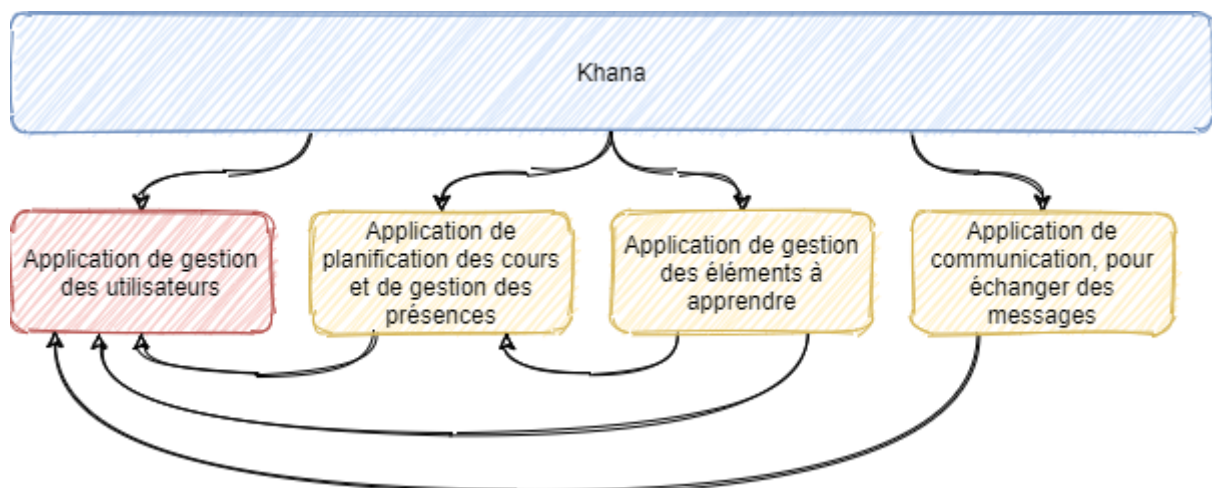 Khana
Application de gestion
des utilisateurs
Application de
planification des cours
et de gestion des
présences
Application de gestion
des éléments à
apprendre
Application de
communication, pour
échanger des
messages